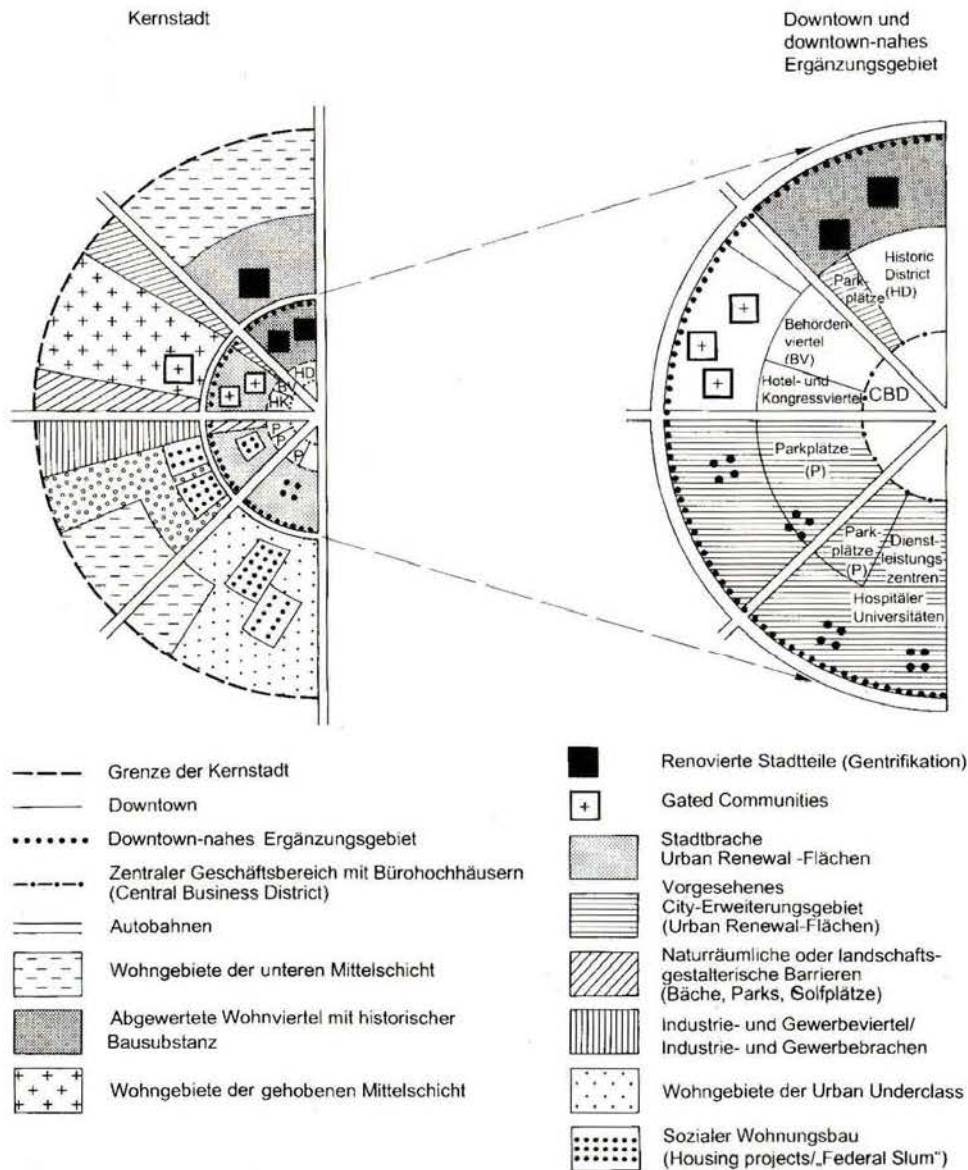 Kernstadt
Downtown und
downtown-nahes
Ergänzungsgebiet
HD
BV
HK
P
P
P
Historic
District
(HD)
Park-
plätze
Behörden-
viertel
(BV)
Hotel- und
Kongressviertel
CBD
Parkplätze
(P)
Park-
plätze
(P)
Dienst-
leistungs-
zentren
Hospitäler
Universitäten
Grenze der Kernstadt
Downtown
Downtown-nahes Ergänzungsgebiet
Zentraler Geschäftsbereich mit Bürohochhäusern
(Central Business District)
Autobahnen
Wohngebiete der unteren Mittelschicht
Abgewertete Wohnviertel mit historischer
Bausubstanz
Wohngebiete der gehobenen Mittelschicht
Renovierte Stadtteile (Gentrifikation)
Gated Communities
Stadtbrache
Urban Renewal -Flächen
Vorgesehenes
City-Erweiterungsgebiet
(Urban Renewal-Flächen)
Naturräumliche oder landschafts-
gestalterische Barrieren
(Bäche, Parks, Golfplätze)
Industrie- und Gewerbeviertel/
Industrie- und Gewerbebrachen
Wohngebiete der Urban Underclass
Sozialer Wohnungsbau
(Housing projects/„Federal Slum“)